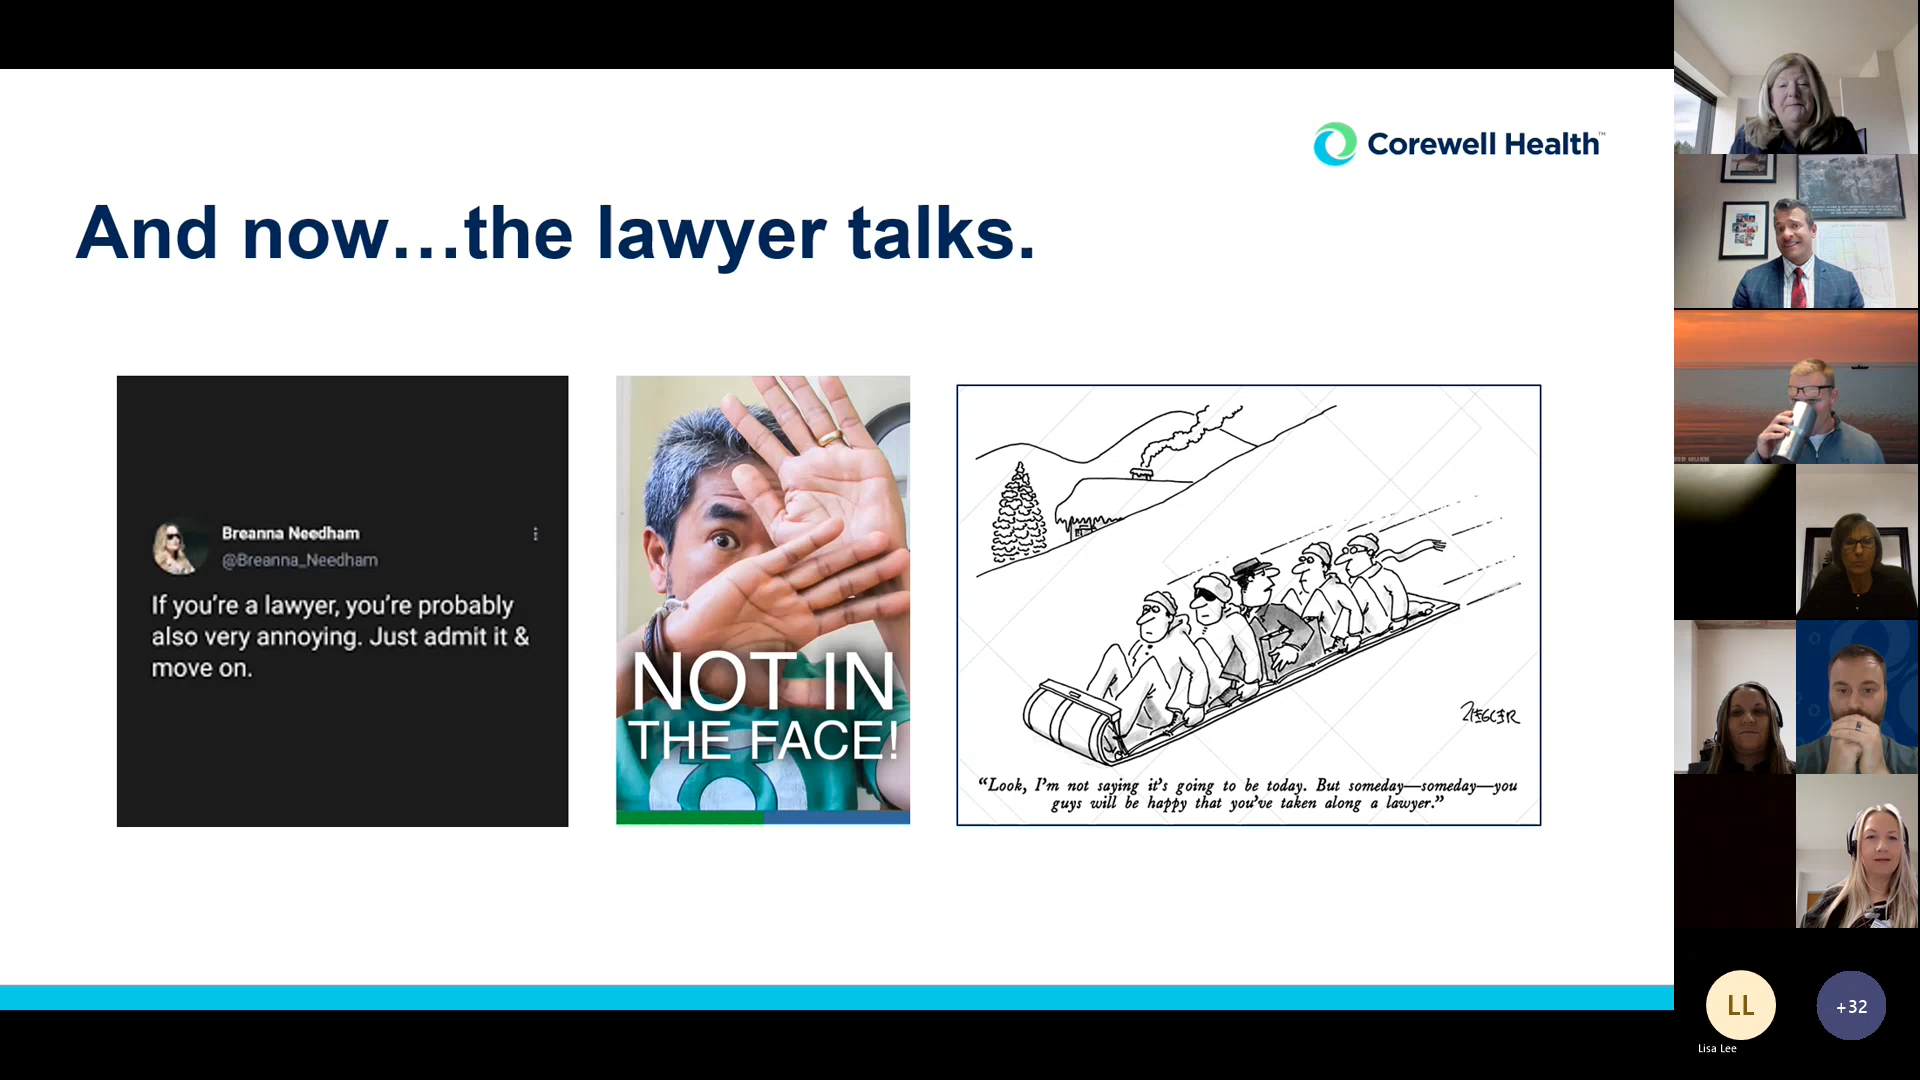 Corewell Health™
And now…the lawyer talks.
Breanna Needham
@Breanna_Needham
If you're a lawyer, you're probably
also very annoying. Just admit it &
move on.
NOT IN
THE FACE!
ZIEGLER
“Look, I'm not saying it's going to be today. But someday—someday—you
guys will be happy that you've taken along a lawyer.”
LL
+32
Lisa Lee